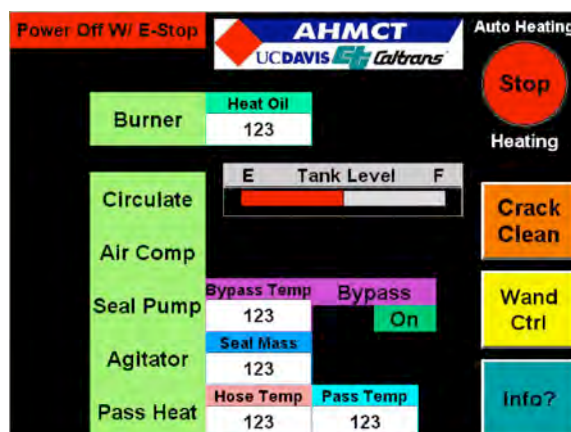 Power Off W/ E-Stop
AHMCT
UCDAVIS Ct Caltrans
Auto Heating
Stop
Heating
Burner
Heat Oil
123
E Tank Level F
Circulate
Air Comp
Seal Pump
Bypass Temp
123
Bypass
On
Agitator
Seal Mass
123
Pass Heat
Hose Temp
123
Pass Temp
123
Crack
Clean
Wand
Ctrl
Info?